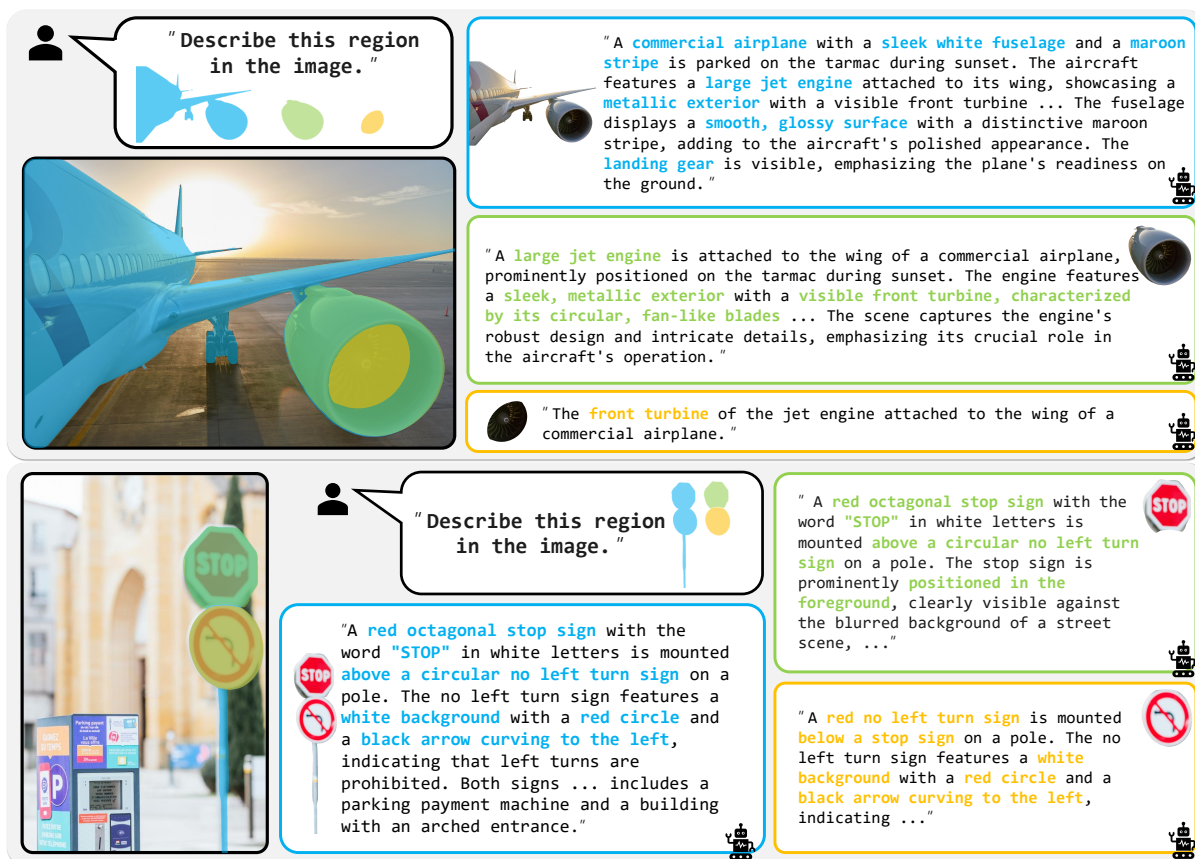 "Describe this region
in the image."
"A commercial airplane with a sleek white fuselage and a maroon
stripe is parked on the tarmac during sunset. The aircraft
features a large jet engine attached to its wing, showcasing a
metallic exterior with a visible front turbine ... The fuselage
displays a smooth, glossy surface with a distinctive maroon
stripe, adding to the aircraft's polished appearance. The
landing gear is visible, emphasizing the plane's readiness on
the ground."
"A large jet engine is attached to the wing of a commercial airplane,
prominently positioned on the tarmac during sunset. The engine features
a sleek, metallic exterior with a visible front turbine, characterized
by its circular, fan-like blades ... The scene captures the engine's
robust design and intricate details, emphasizing its crucial role in
the aircraft's operation."
"The front turbine of the jet engine attached to the wing of a
commercial airplane."
STOP
Parking payant
P
"Describe this region
in the image."
"A red octagonal stop sign with the
word "STOP" in white letters is mounted
above a circular no left turn sign on a
pole. The no left turn sign features a
white background with a red circle and
a black arrow curving to the left,
indicating that left turns are
prohibited. Both signs ... includes a
parking payment machine and a building
with an arched entrance."
STOP
" A red octagonal stop sign with the
word "STOP" in white letters is
mounted above a circular no left turn
sign on a pole. The stop sign is
prominently positioned in the
foreground, clearly visible against
the blurred background of a street
scene, ..."
STOP
"A red no left turn sign is mounted
below a stop sign on a pole. The no
left turn sign features a white
background with a red circle and a
black arrow curving to the left,
indicating ..."